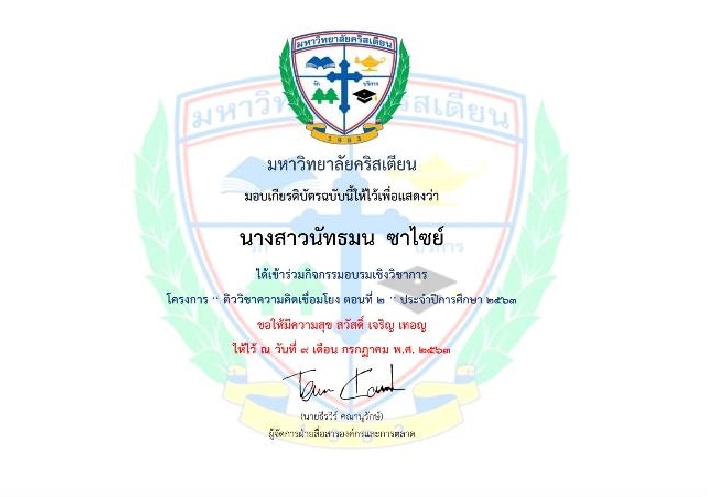 มหาวิทยาลัยคริสเตียน
รัก
บริการ
1983
มหาวิทยาลัยคริสเตียน
มอบเกียรติบัตรฉบับนี้ให้ไว้เพื่อแสดงว่า
นางสาวนัทธมน ซาไซย์
ได้เข้าร่วมกิจกรรมอบรมเชิงวิชาการ
โครงการ " ติววิชาความคิดเชื่อมโยง ตอนที่ ๒ " ประจำปีการศึกษา ๒๕๖๓
ขอให้มีความสุข สวัสดิ์ เจริญ เทอญ
ให้ไว้ ณ วันที่ ๙ เดือน กรกฎาคม พ.ศ. ๒๕๖๓
(นายธีรวีร์ คณานุรักษ์)
ผู้จัดการฝ่ายสื่อสารองค์กรและการตลาด